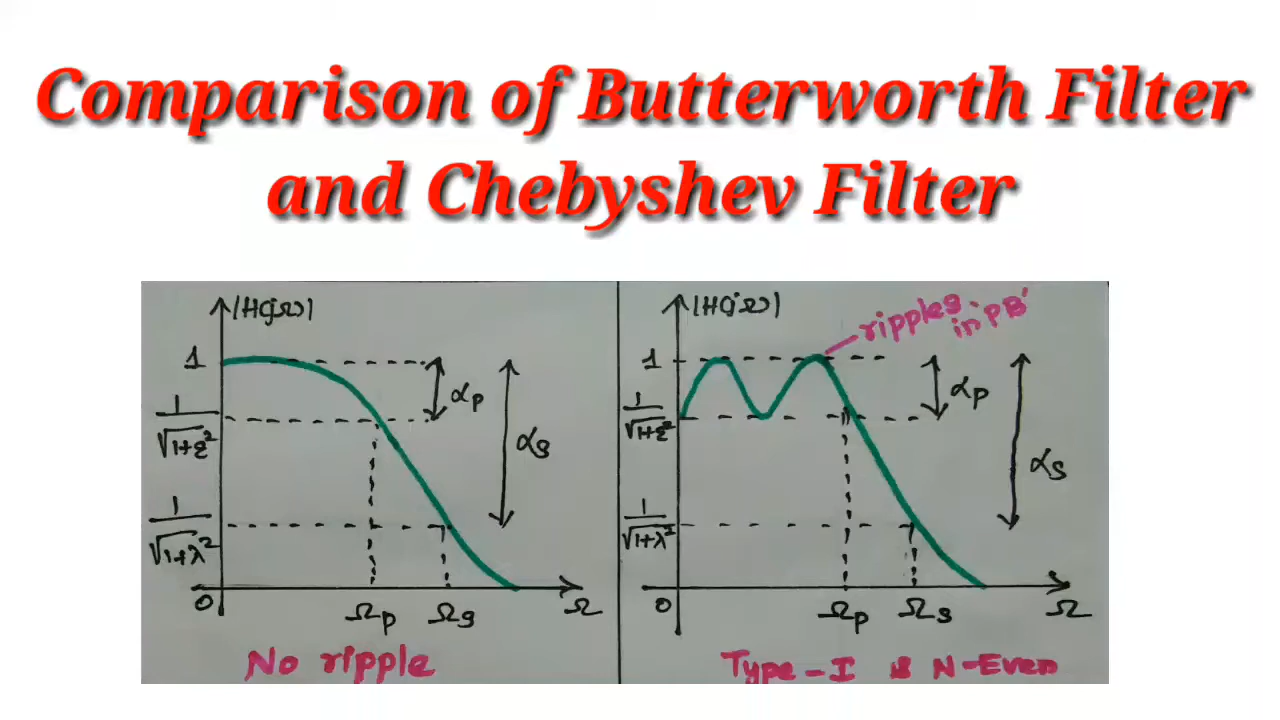 Comparison of Butterworth Filter
and Chebyshev Filter
|H(jΩ)|
1
1
√1+ε²
1
√1+λ²
0
αp
αs
Ωp
Ωs
Ω
No ripple
|H(jΩ)|
ripples
in 'PB'
1
1
√1+ε²
1
√1+λ²
0
αp
αs
Ωp
Ωs
Ω
Type-I & N-Even